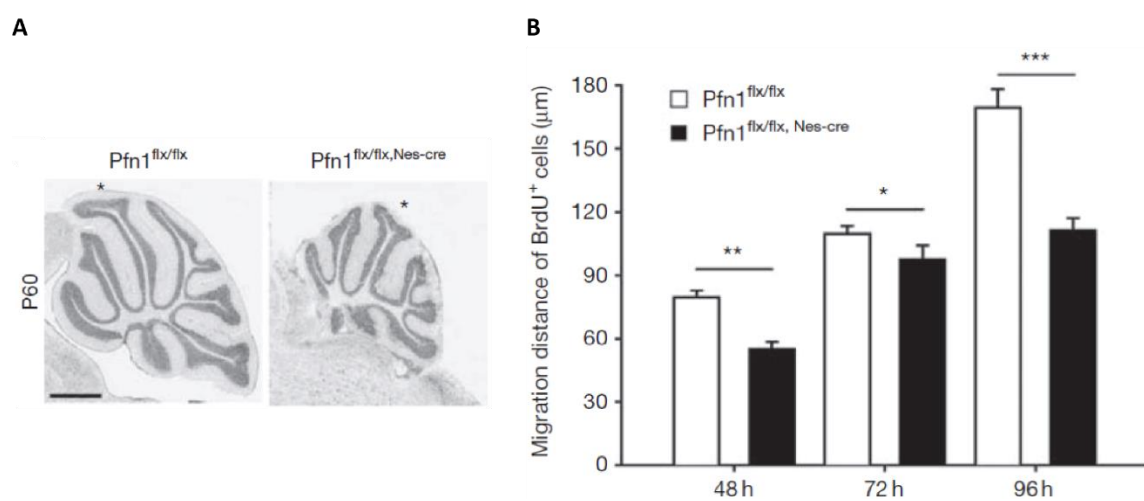 A
B
Pfn1flx/flx
Pfn1flx/flx,Nes-cre
*
*
P60
Migration distance of BrdU+ cells (μm)
180
150
120
90
60
30
0
Pfn1flx/flx
Pfn1flx/flx, Nes-cre
**
*
***
48 h
72 h
96 h